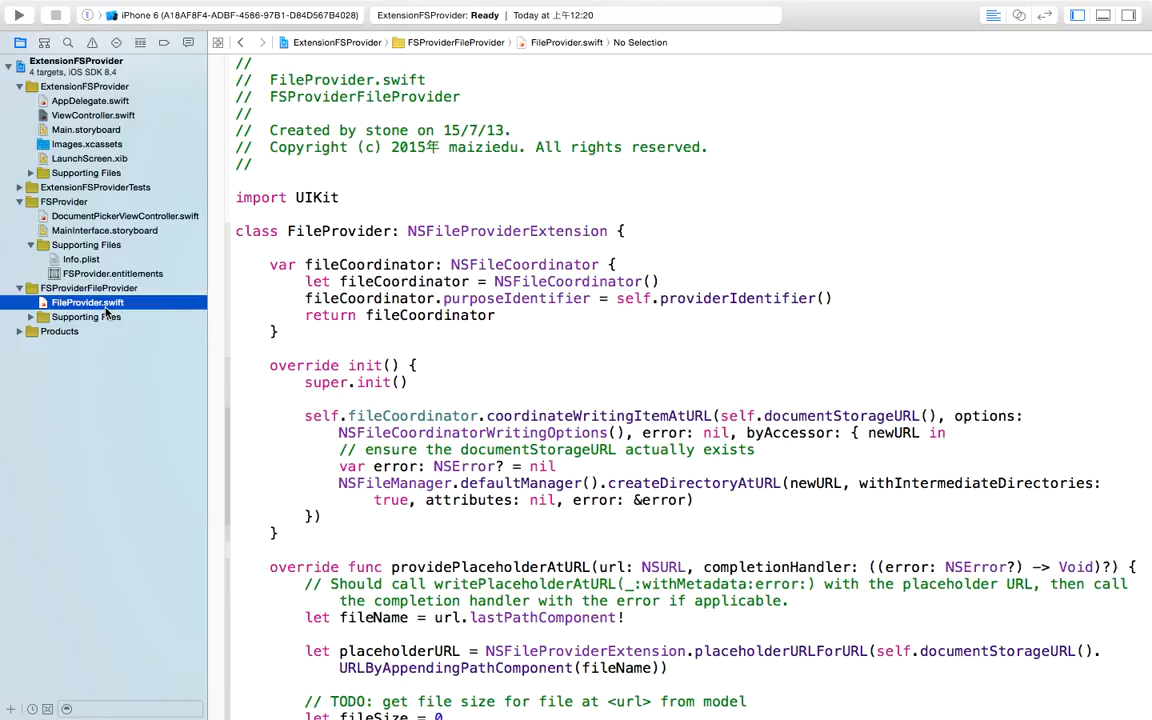 iPhone 6 (A18AF8F4-ADBF-4586-97B1-D84D567B4028)
ExtensionFSProvider: Ready | Today at 上午12:20
ExtensionFSProvider
FSProviderFileProvider
FileProvider.swift
No Selection
ExtensionFSProvider
4 targets, iOS SDK 8.4
ExtensionFSProvider
AppDelegate.swift
ViewController.swift
Main.storyboard
Images.xcassets
LaunchScreen.xib
Supporting Files
ExtensionFSProviderTests
FSProvider
DocumentPickerViewController.swift
MainInterface.storyboard
Supporting Files
Info.plist
FSProvider.entitlements
FSProviderFileProvider
FileProvider.swift
Supporting Files
Products
//
// FileProvider.swift
// FSProviderFileProvider
//
// Created by stone on 15/7/13.
// Copyright (c) 2015年 maiziedu. All rights reserved.
//
import UIKit
class FileProvider: NSFileProviderExtension {
var fileCoordinator: NSFileCoordinator {
let fileCoordinator = NSFileCoordinator()
fileCoordinator.purposeIdentifier = self.providerIdentifier()
return fileCoordinator
}
override init() {
super.init()
self.fileCoordinator.coordinateWritingItemAtURL(self.documentStorageURL(), options:
NSFileCoordinatorWritingOptions(), error: nil, byAccessor: { newURL in
// ensure the documentStorageURL actually exists
var error: NSError? = nil
NSFileManager.defaultManager().createDirectoryAtURL(newURL, withIntermediateDirectories:
true, attributes: nil, error: &error)
})
}
override func providePlaceholderAtURL(url: NSURL, completionHandler: ((error: NSError?) -> Void)?) {
// Should call writePlaceholderAtURL(_:withMetadata:error:) with the placeholder URL, then call
the completion handler with the error if applicable.
let fileName = url.lastPathComponent!
let placeholderURL = NSFileProviderExtension.placeholderURLForURL(self.documentStorageURL().
URLByAppendingPathComponent(fileName))
// TODO: get file size for file at <url> from model
let fileSize = 0